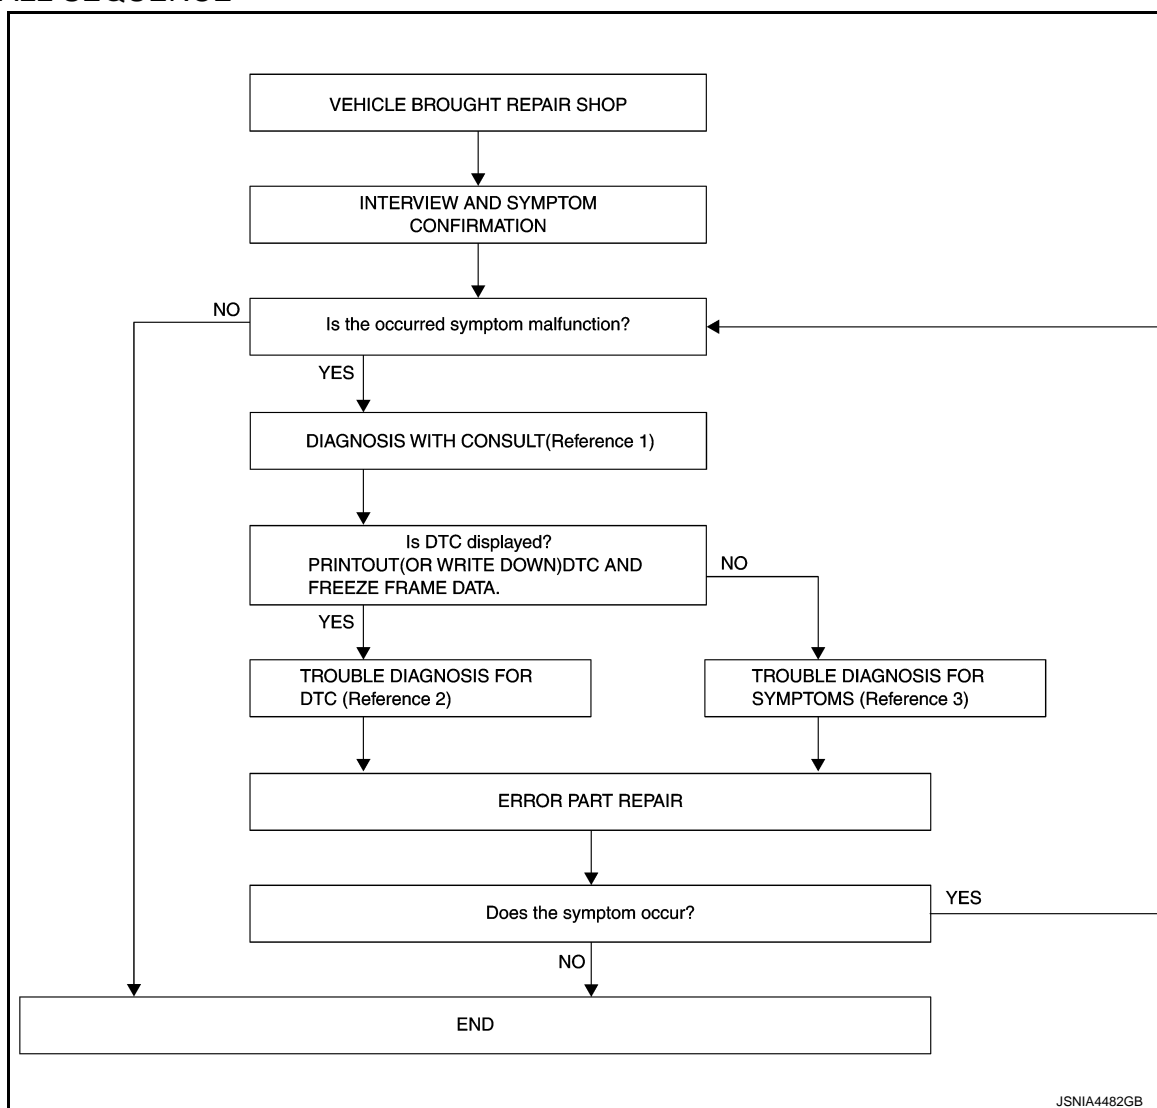 VEHICLE BROUGHT REPAIR SHOP
INTERVIEW AND SYMPTOM
CONFIRMATION
NO
Is the occurred symptom malfunction?
YES
DIAGNOSIS WITH CONSULT(Reference 1)
Is DTC displayed?
PRINTOUT(OR WRITE DOWN)DTC AND
FREEZE FRAME DATA.
NO
YES
TROUBLE DIAGNOSIS FOR
DTC (Reference 2)
TROUBLE DIAGNOSIS FOR
SYMPTOMS (Reference 3)
ERROR PART REPAIR
Does the symptom occur?
YES
NO
END
JSNIA4482GB